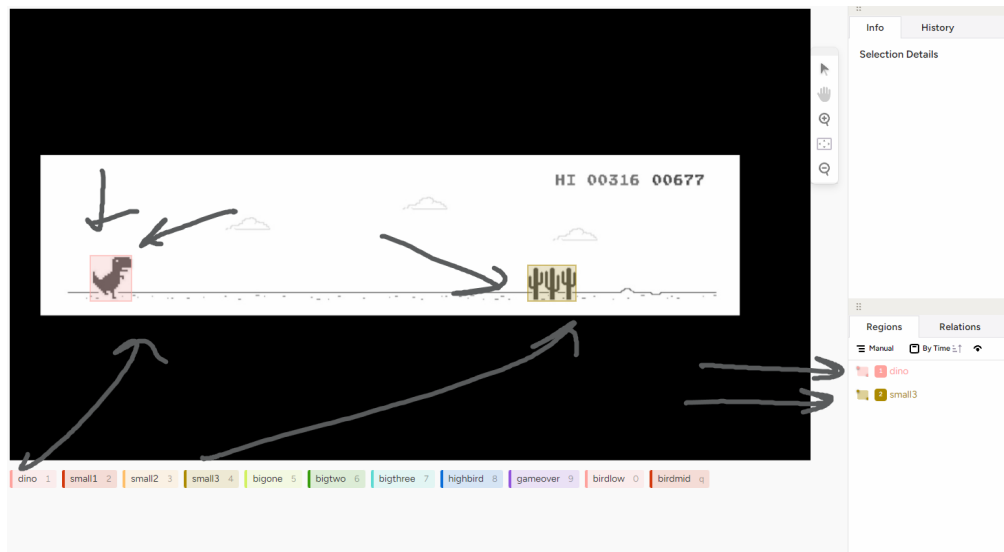 Info History
Selection Details
HI 00316 00677
Regions Relations
Manual By Time
1 dino
2 small3
dino 1 small1 2 small2 3 small3 4 bigone 5 bigtwo 6 bigthree 7 highbird 8 gameover 9 birdlow 0 birdmid q